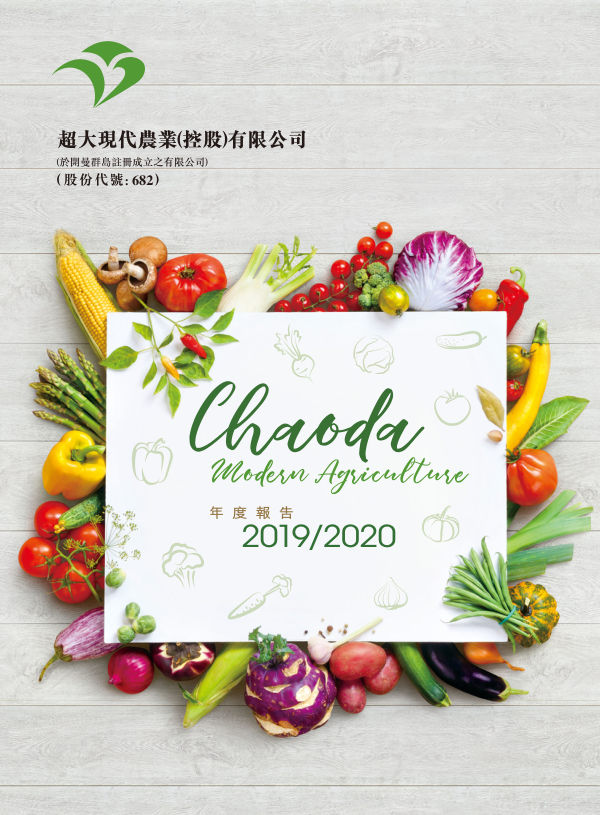 超大現代農業(控股)有限公司
(於開曼群島註冊成立之有限公司)
(股份代號: 682)
Chaoda
Modern Agriculture
年度報告
2019/2020